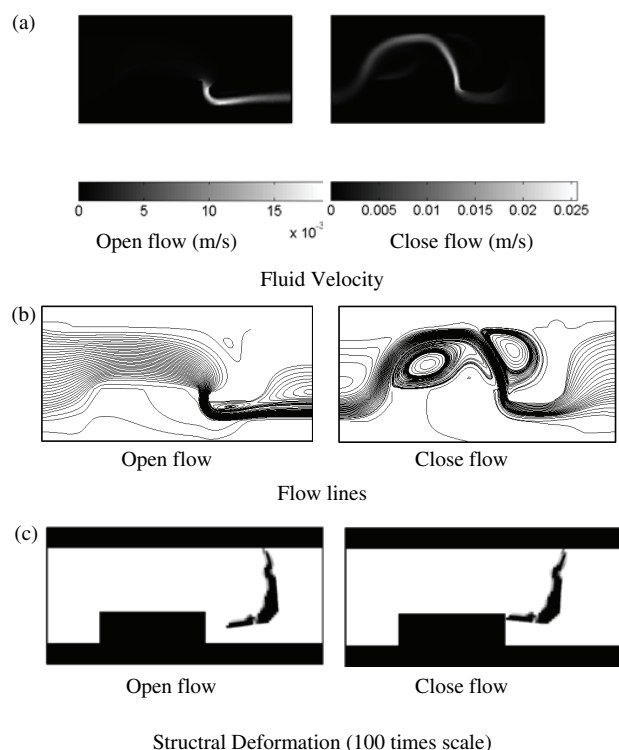 (a)
0 5 10 15
x 10⁻³
0 0.005 0.01 0.015 0.02 0.025
Open flow (m/s) Close flow (m/s)
Fluid Velocity
(b)
Open flow Close flow
Flow lines
(c)
Open flow Close flow
Structral Deformation (100 times scale)